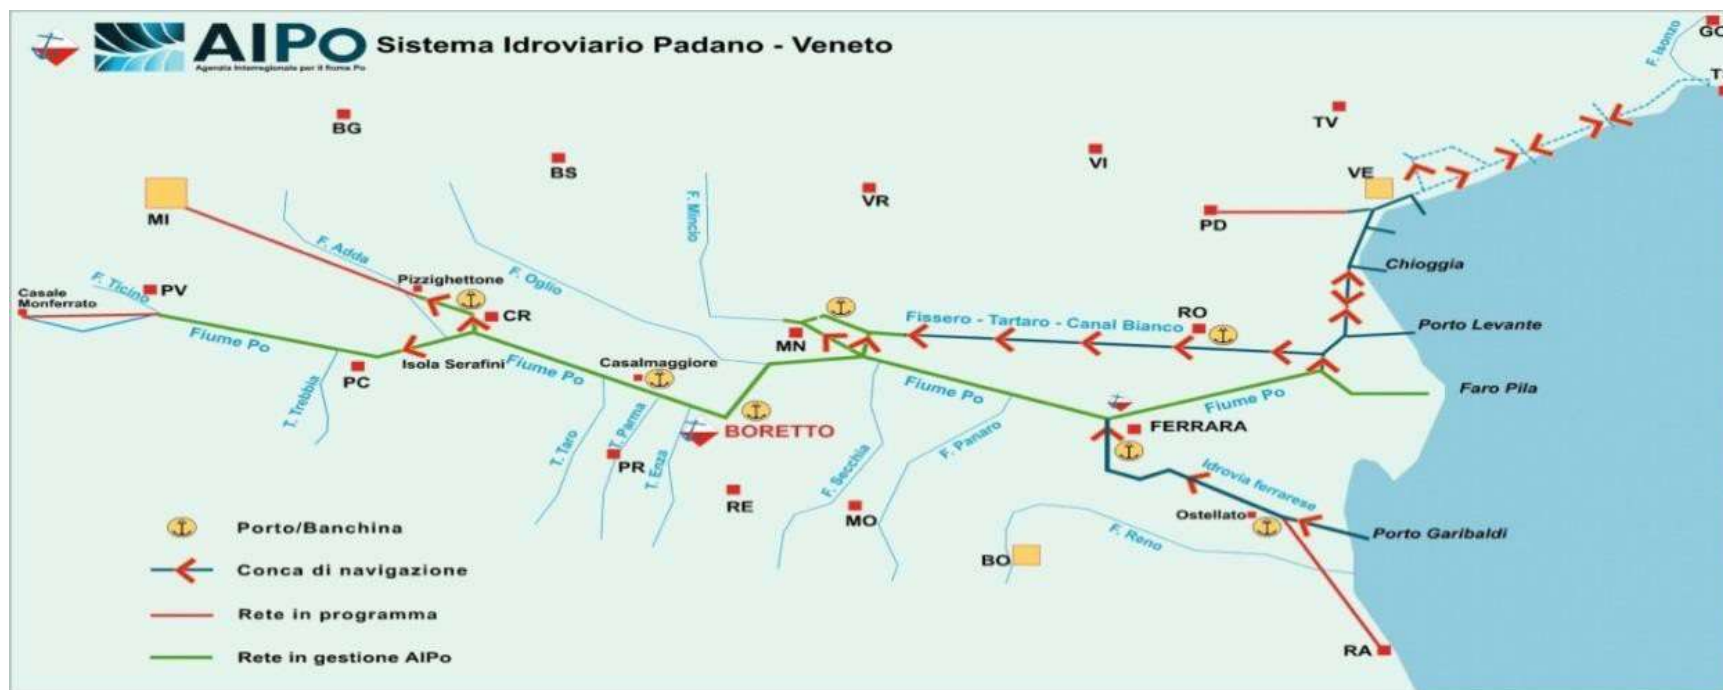 AIPo
Agenzia Interregionale per il fiume Po
Sistema Idroviario Padano - Veneto
F. Isonzo
GO
TS
BG
TV
BS
VI
VE
MI
F. Mincio
VR
PD
F. Adda
F. Oglio
Pizzighettone
Chioggia
Casale
Monferrato
F. Ticino
PV
CR
Fissero - Tartaro - Canal Bianco
RO
Porto Levante
Fiume Po
Isola Serafini
MN
PC
Fiume Po
Casalmaggiore
Fiume Po
Fiume Po
Faro Pila
T. Trebbia
T. Taro
T. Parma
T. Enza
BORETTO
F. Secchia
F. Panaro
FERRARA
PR
RE
MO
Idrovia ferrarese
Ostellato
F. Reno
BO
Porto Garibaldi
Porto/Banchina
Conca di navigazione
Rete in programma
Rete in gestione AIPo
RA